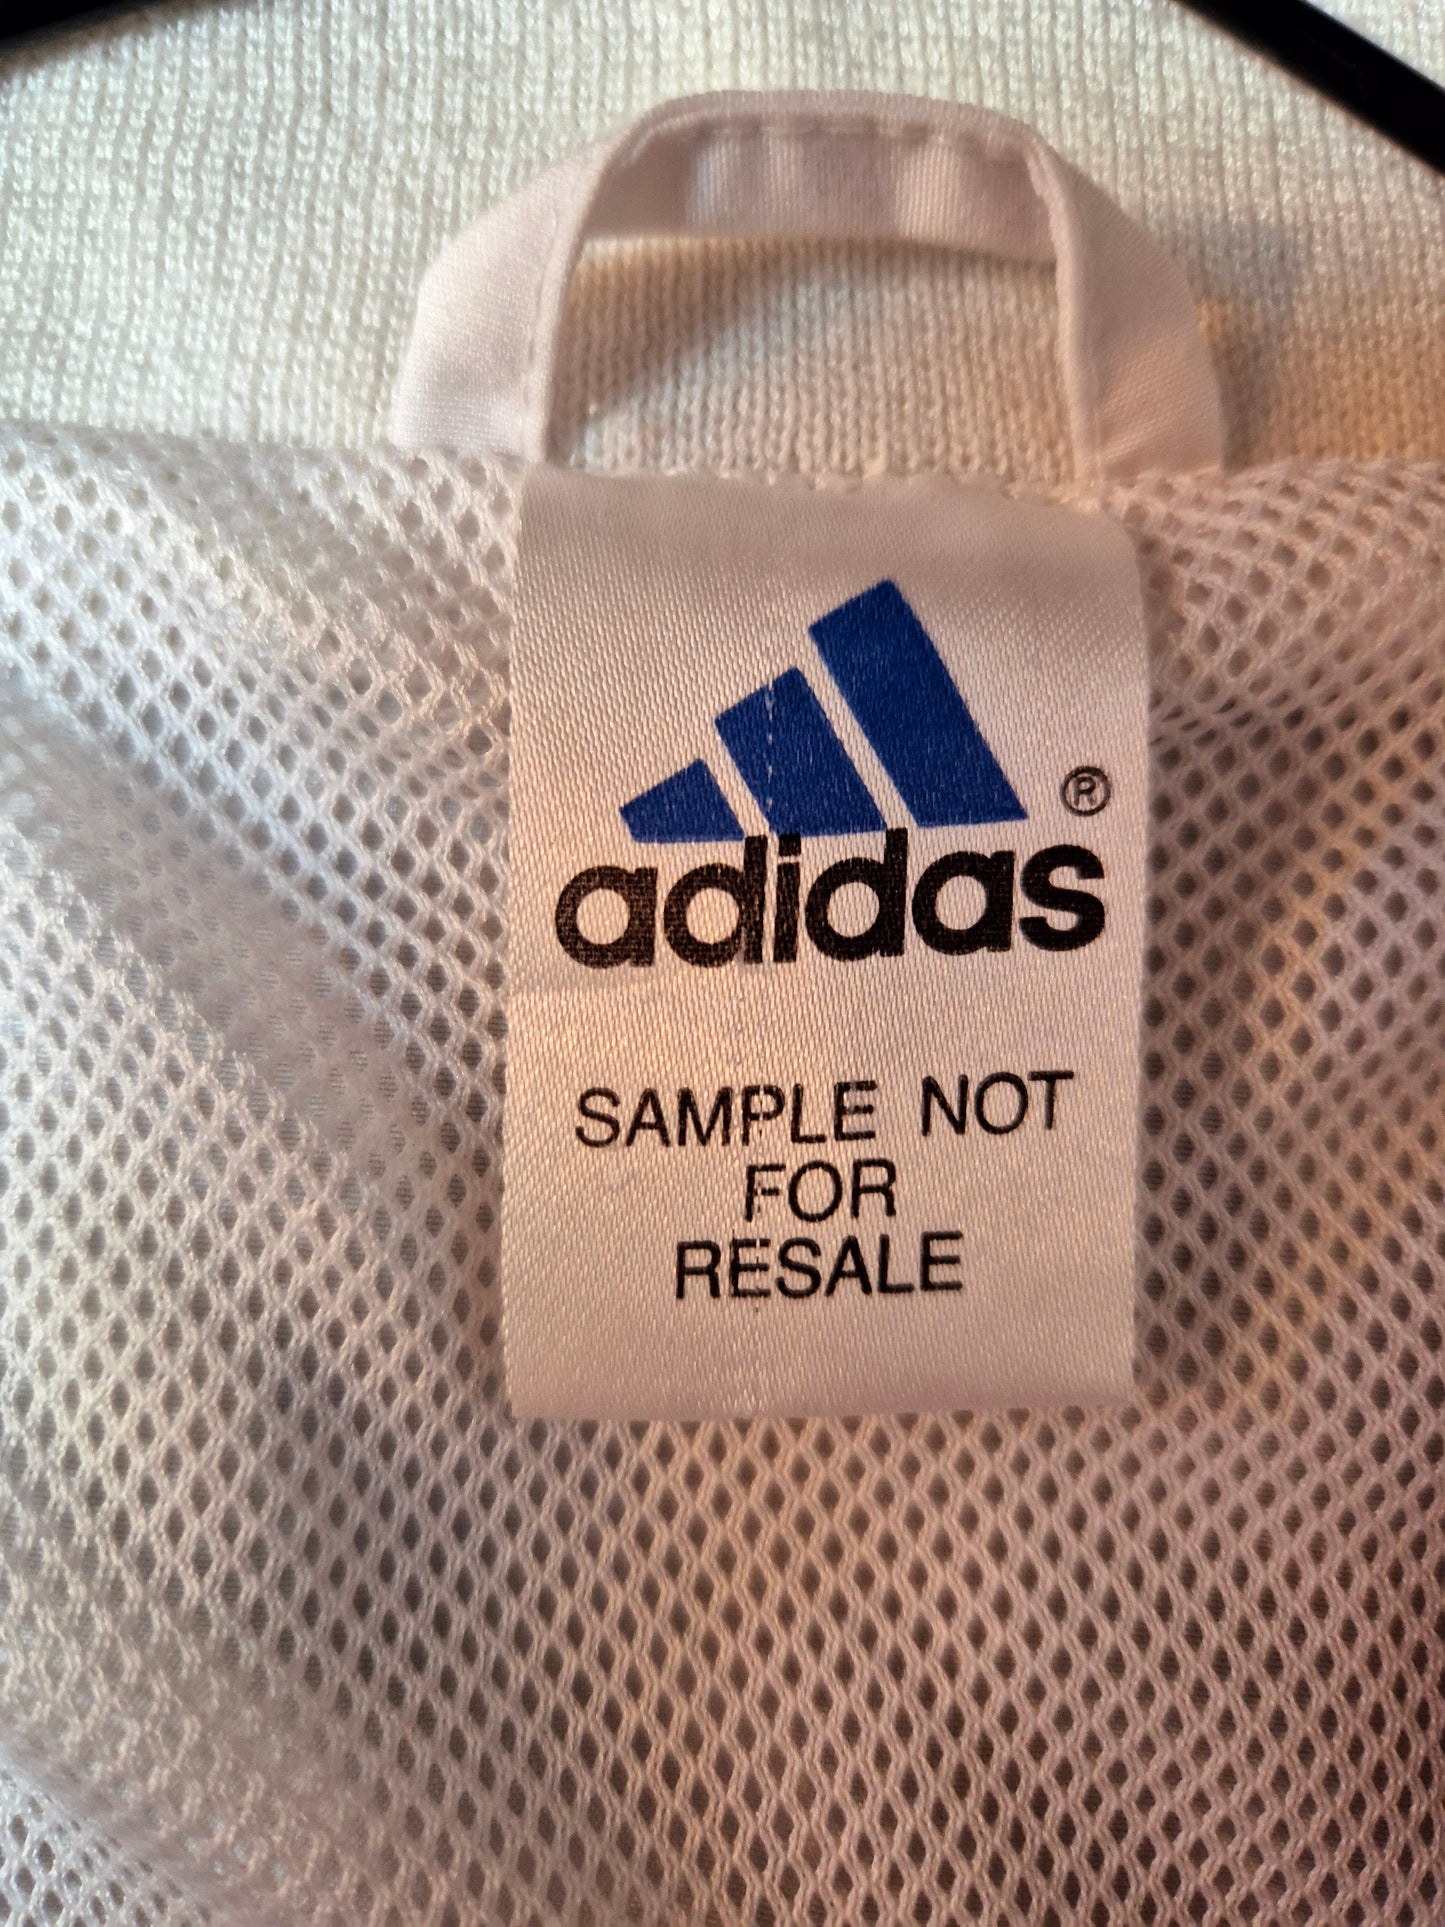 ®
adidas
SAMPLE NOT
FOR
RESALE